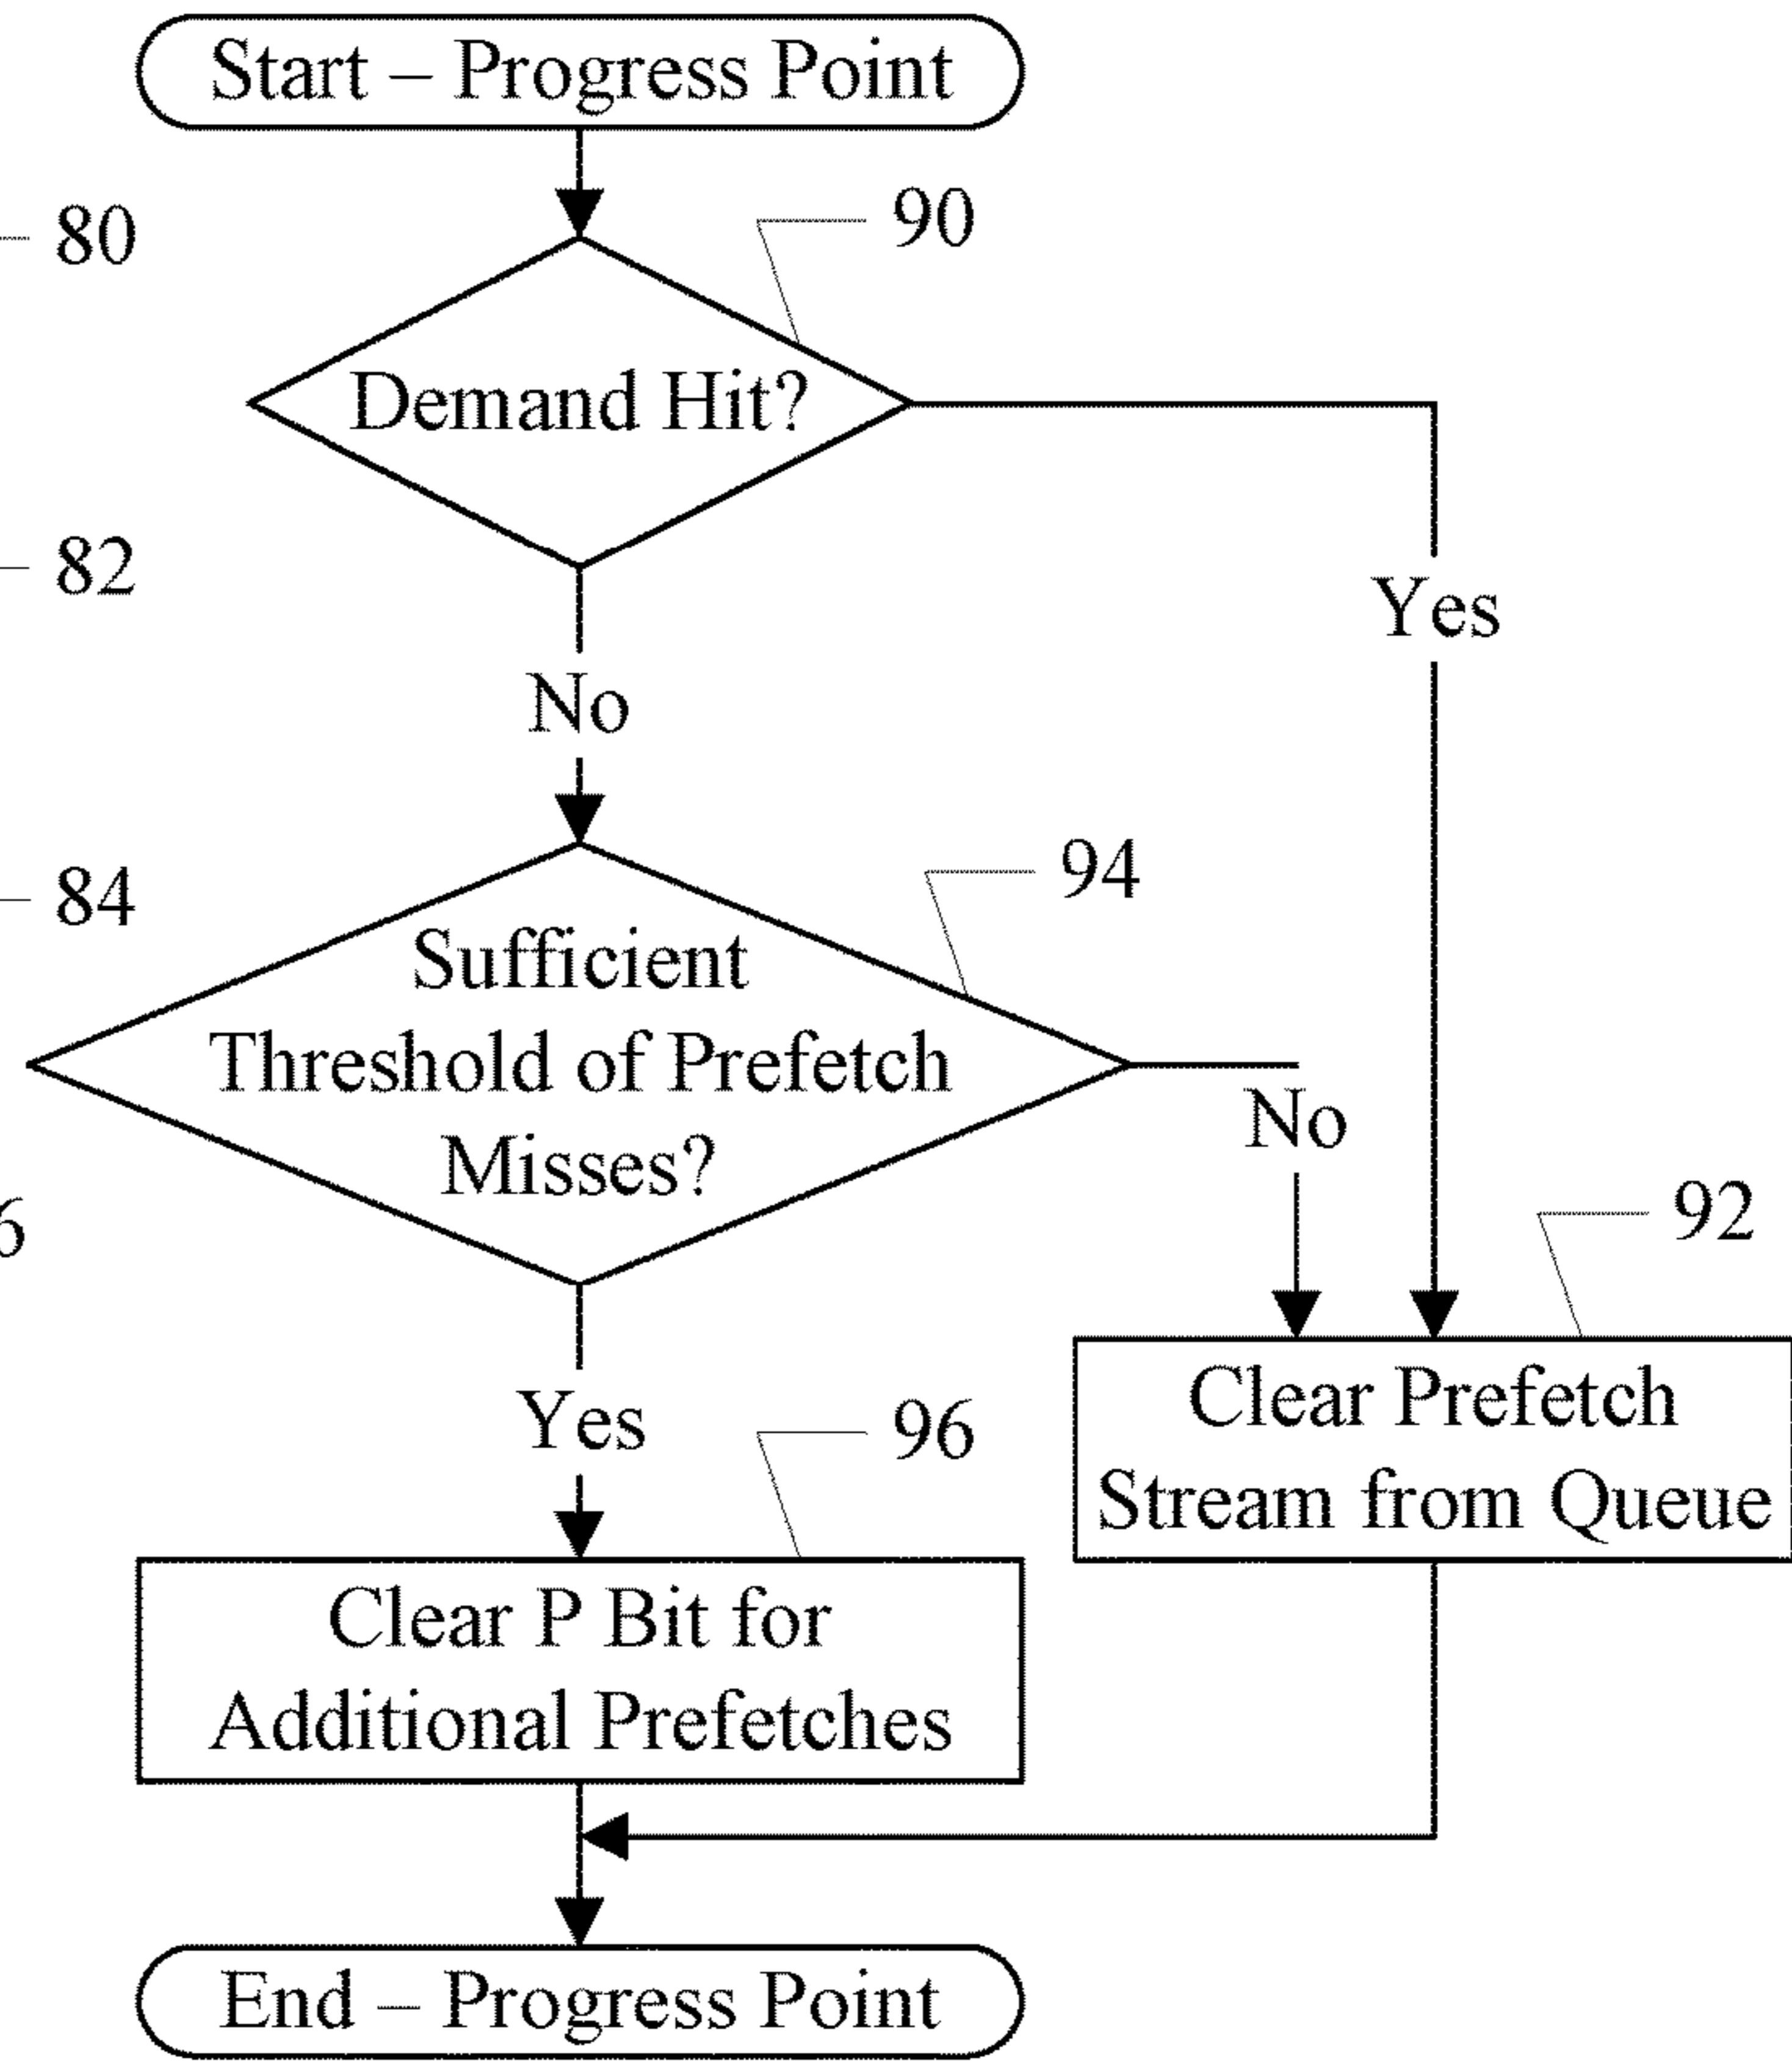 Start – Progress Point
80
90
Demand Hit?
82
Yes
No
84
94
Sufficient
Threshold of Prefetch
Misses?
No
6
92
Clear Prefetch
Stream from Queue
Yes
96
Clear P Bit for
Additional Prefetches
End – Progress Point